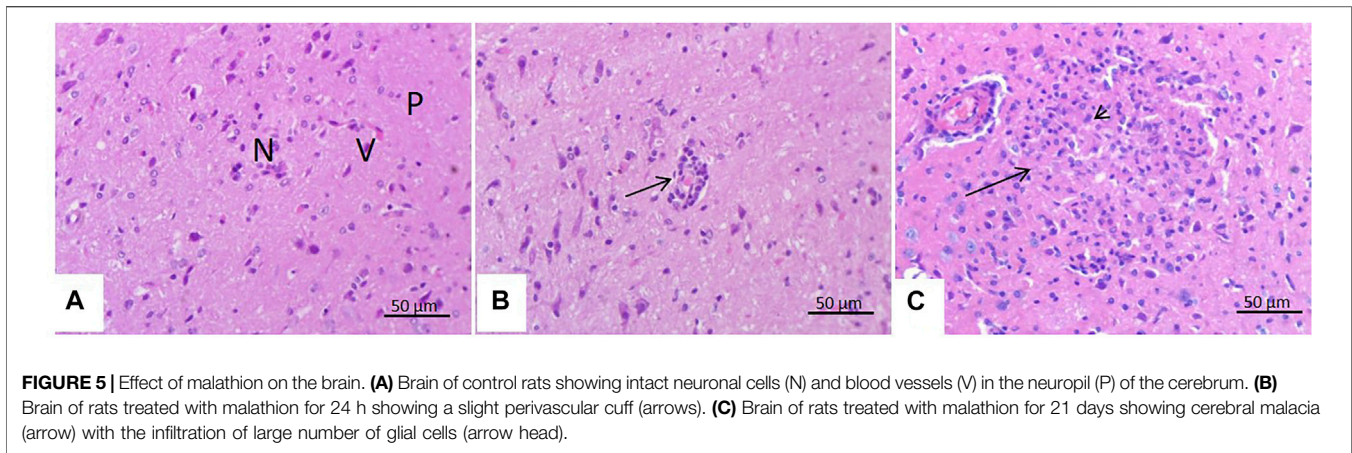 P
N V
A
50 µm
B
50 µm
C
50 µm
FIGURE 5 | Effect of malathion on the brain. (A) Brain of control rats showing intact neuronal cells (N) and blood vessels (V) in the neuropil (P) of the cerebrum. (B)
Brain of rats treated with malathion for 24 h showing a slight perivascular cuff (arrows). (C) Brain of rats treated with malathion for 21 days showing cerebral malacia
(arrow) with the infiltration of large number of glial cells (arrow head).